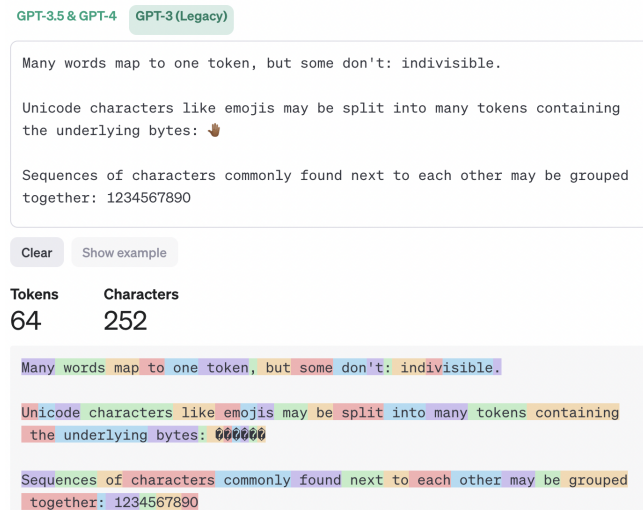 GPT-3.5 & GPT-4 GPT-3 (Legacy)
Many words map to one token, but some don't: indivisible.
Unicode characters like emojis may be split into many tokens containing
the underlying bytes: 🤚🏾
Sequences of characters commonly found next to each other may be grouped
together: 1234567890
Clear Show example
Tokens Characters
64 252
Many words map to one token, but some don't: indivisible.
Unicode characters like emojis may be split into many tokens containing
the underlying bytes: ������
Sequences of characters commonly found next to each other may be grouped
together: 1234567890